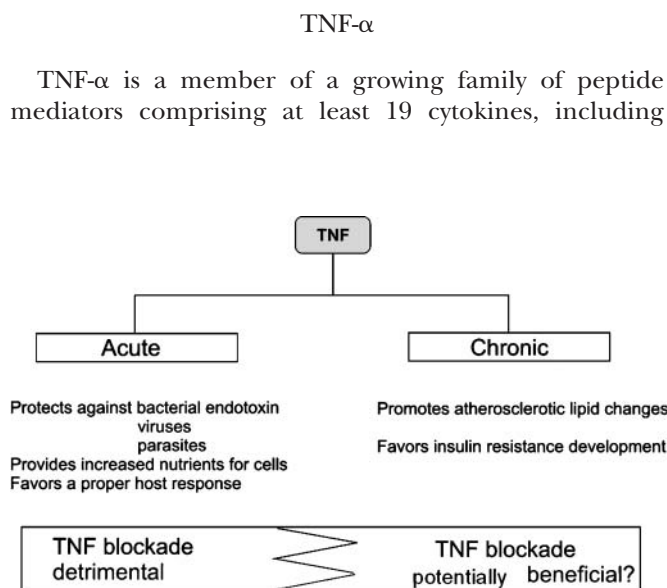 TNF-α
TNF-α is a member of a growing family of peptide
mediators comprising at least 19 cytokines, including
TNF
Acute
Chronic
Protects against bacterial endotoxin
viruses
parasites
Provides increased nutrients for cells
Favors a proper host response
Promotes atherosclerotic lipid changes
Favors insulin resistance development
TNF blockade
detrimental
TNF blockade
potentially beneficial?